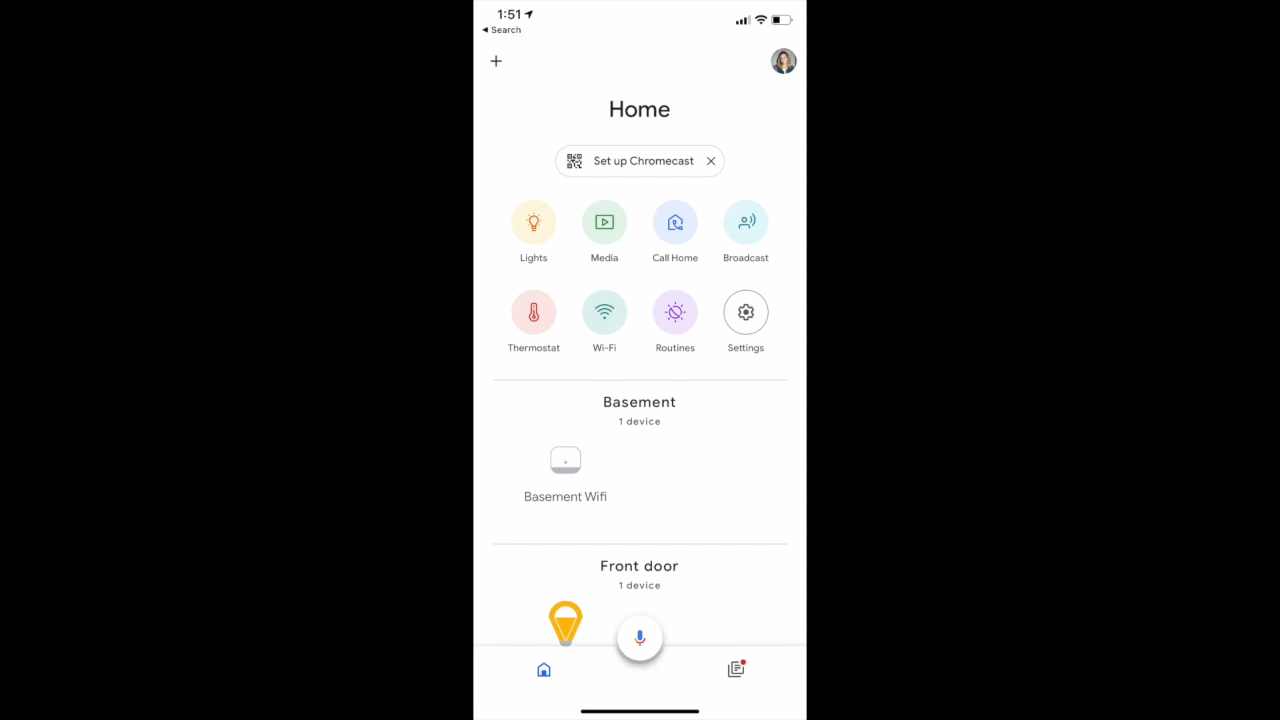 1:51
Search
Home
Set up Chromecast
Lights
Media
Call Home
Broadcast
Thermostat
Wi-Fi
Routines
Settings
Basement
1 device
Basement Wifi
Front door
1 device